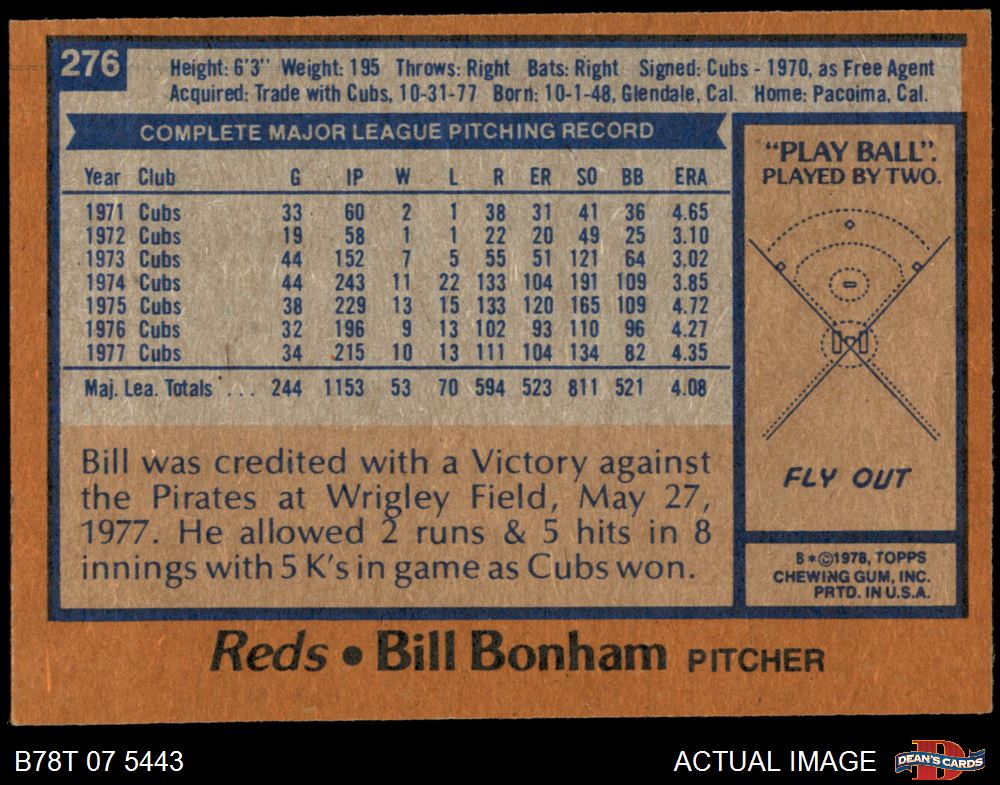 276
Height: 6'3" Weight: 195 Throws: Right Bats: Right Signed: Cubs - 1970, as Free Agent
Acquired: Trade with Cubs, 10-31-77 Born: 10-1-48, Glendale, Cal. Home: Pacoima, Cal.
COMPLETE MAJOR LEAGUE PITCHING RECORD
Year Club G IP W L R ER SO BB ERA
1971 Cubs 33 60 2 1 38 31 41 36 4.65
1972 Cubs 19 58 1 1 22 20 49 25 3.10
1973 Cubs 44 152 7 5 55 51 121 64 3.02
1974 Cubs 44 243 11 22 133 104 191 109 3.85
1975 Cubs 38 229 13 15 133 120 165 109 4.72
1976 Cubs 32 196 9 13 102 93 110 96 4.27
1977 Cubs 34 215 10 13 111 104 134 82 4.35
Maj. Lea. Totals . . . 244 1153 53 70 594 523 811 521 4.08
Bill was credited with a Victory against
the Pirates at Wrigley Field, May 27,
1977. He allowed 2 runs & 5 hits in 8
innings with 5 K's in game as Cubs won.
"PLAY BALL".
PLAYED BY TWO.
FLY OUT
B*©1978, TOPPS
CHEWING GUM, INC.
PRTD. IN U.S.A.
Reds • Bill Bonham PITCHER
B78T 07 5443
ACTUAL IMAGE
D
DEAN'S CARDS